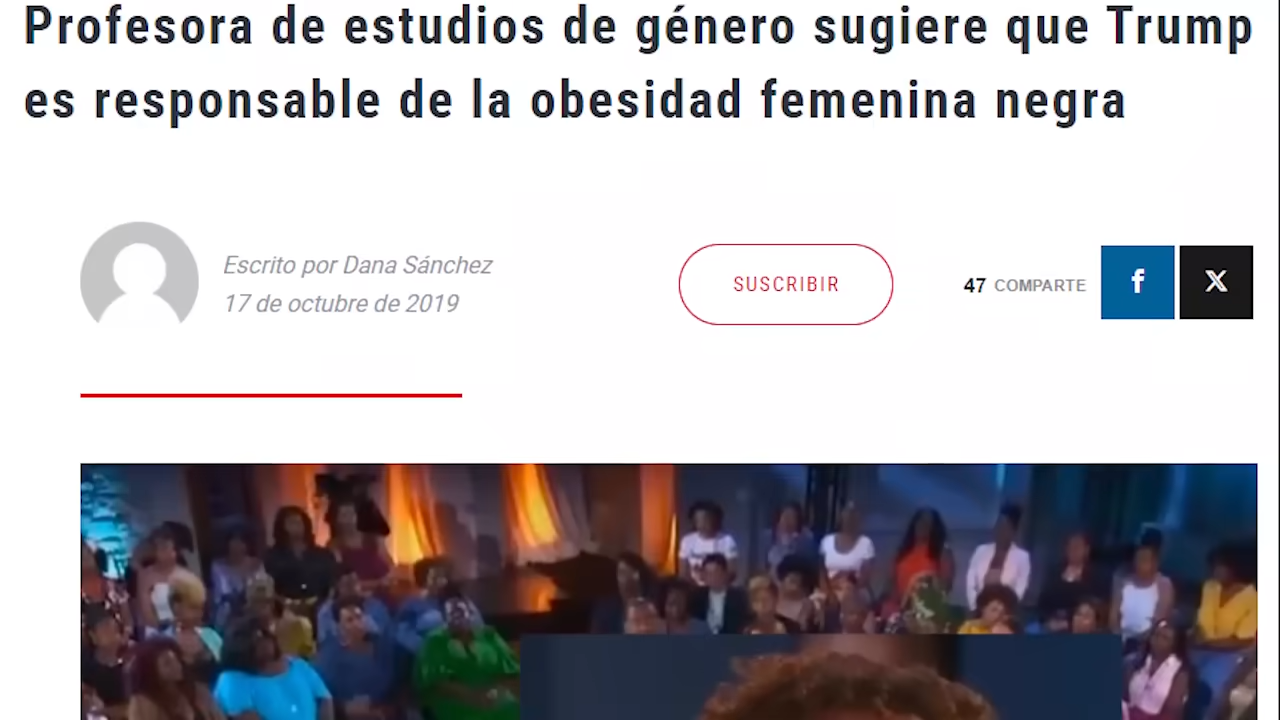 Profesora de estudios de género sugiere que Trump
es responsable de la obesidad femenina negra
Escrito por Dana Sánchez
17 de octubre de 2019
SUSCRIBIR
47 COMPARTE
f
X